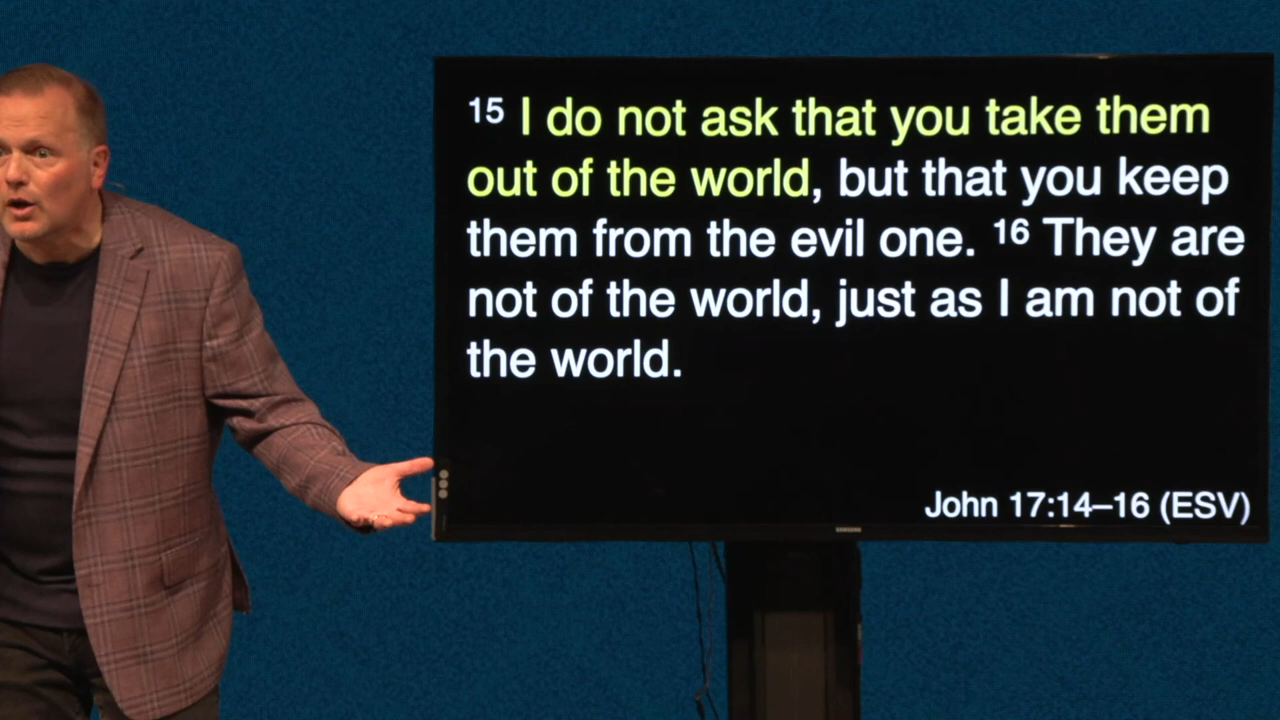 15 I do not ask that you take them
out of the world, but that you keep
them from the evil one. 16 They are
not of the world, just as I am not of
the world.
John 17:14–16 (ESV)
SAMSUNG